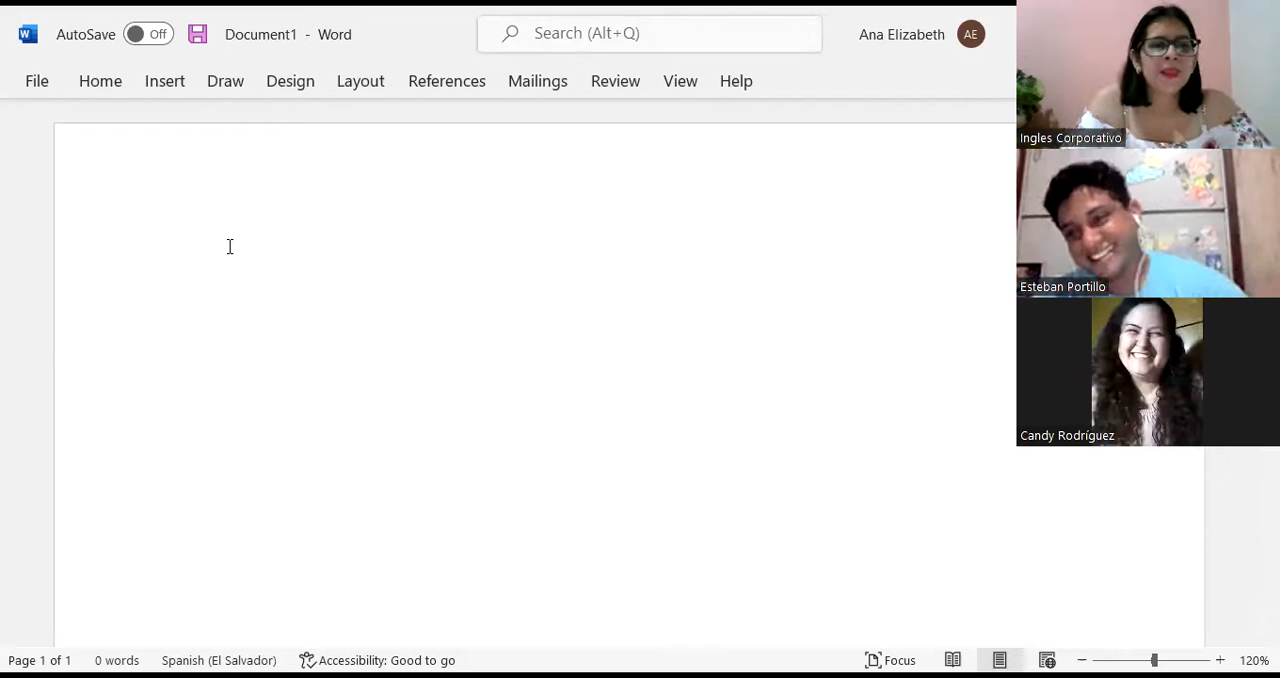 W AutoSave Off Document1 - Word Search (Alt+Q) Ana Elizabeth AE
File Home Insert Draw Design Layout References Mailings Review View Help
Ingles Corporativo
Esteban Portillo
Candy Rodríguez
Page 1 of 1 0 words Spanish (El Salvador) Accessibility: Good to go Focus 120%